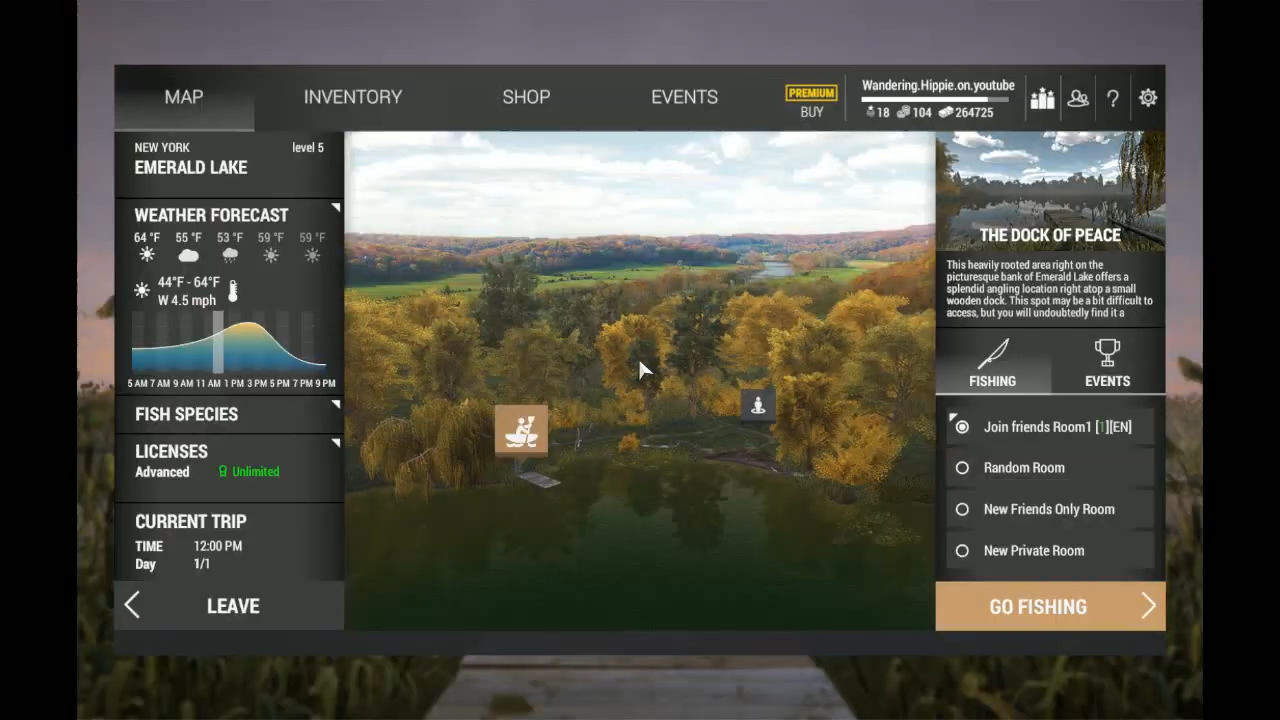 MAP
INVENTORY
SHOP
EVENTS
PREMIUM
BUY
Wandering.Hippie.on.youtube
18 104 264725
?
NEW YORK level 5
EMERALD LAKE
WEATHER FORECAST
64 °F 55 °F 53 °F 59 °F 59 °F
44°F - 64°F
W 4.5 mph
5 AM 7 AM 9 AM 11 AM 1 PM 3 PM 5 PM 7 PM 9 PM
FISH SPECIES
LICENSES
Advanced Unlimited
CURRENT TRIP
TIME 12:00 PM
Day 1/1
LEAVE
THE DOCK OF PEACE
This heavily rooted area right on the
picturesque bank of Emerald Lake offers a
splendid angling location right atop a small
wooden dock. This spot may be a bit difficult to
access, but you will undoubtedly find it a
FISHING
EVENTS
Join friends Room1 [1][EN]
Random Room
New Friends Only Room
New Private Room
GO FISHING